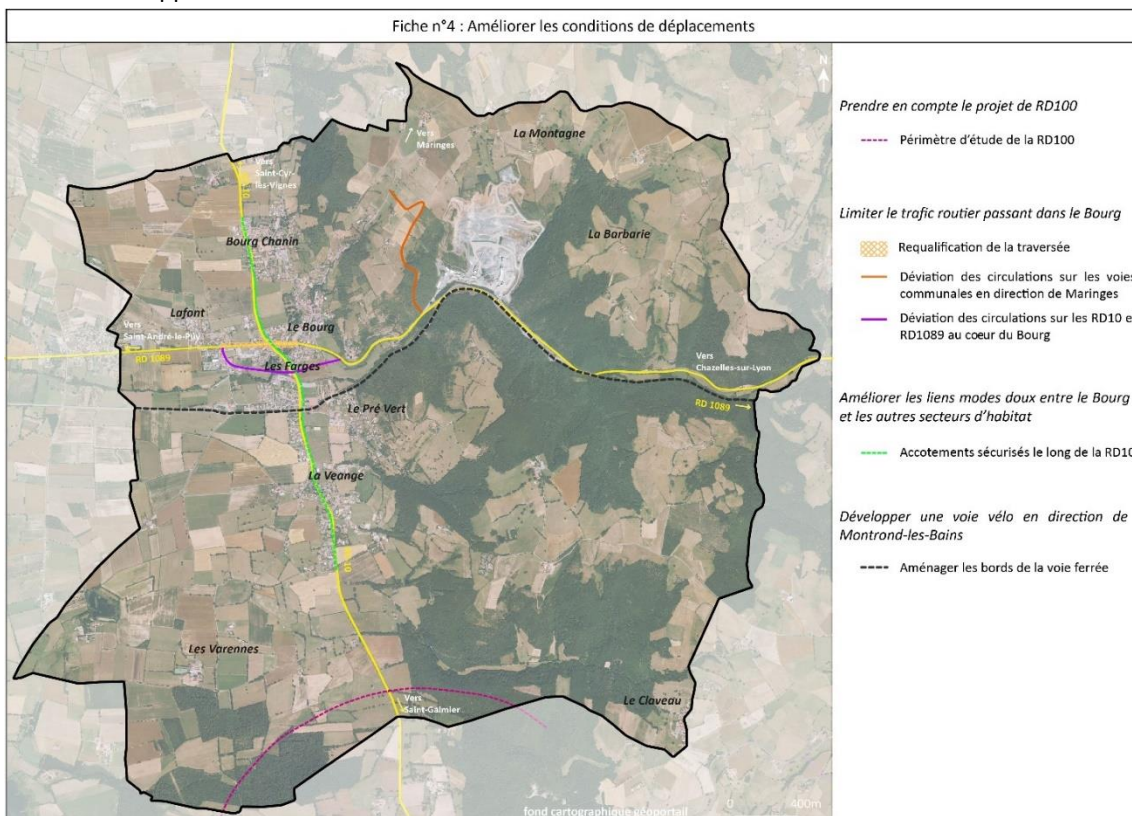 Fiche n°4 : Améliorer les conditions de déplacements
N
La Montagne
Vers
Maringes
Vers
Saint-Cyr-
les-Vignes
RD 10
Bourg Chanin
La Barbarie
Lafont
Le Bourg
Vers
Saint-André-le-Puy
RD 1089
Les Farges
Vers
Chazelles-sur-Lyon
Le Pré Vert
RD 1089
La Veange
RD 10
Les Varennes
Vers
Saint-Galmier
Le Claveau
fond cartographique géoportail
0 400m
Prendre en compte le projet de RD100
Périmètre d'étude de la RD100
Limiter le trafic routier passant dans le Bourg
Requalification de la traversée
Déviation des circulations sur les voies
communales en direction de Maringes
Déviation des circulations sur les RD10 e
RD1089 au coeur du Bourg
Améliorer les liens modes doux entre le Bourg
et les autres secteurs d'habitat
Accotements sécurisés le long de la RD10
Développer une voie vélo en direction de
Montrond-les-Bains
Aménager les bords de la voie ferrée